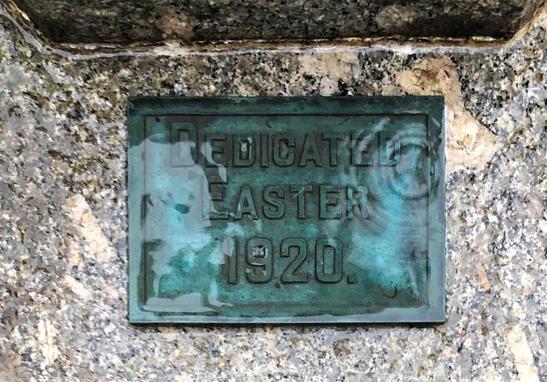 DEDICATED
EASTER
1920.